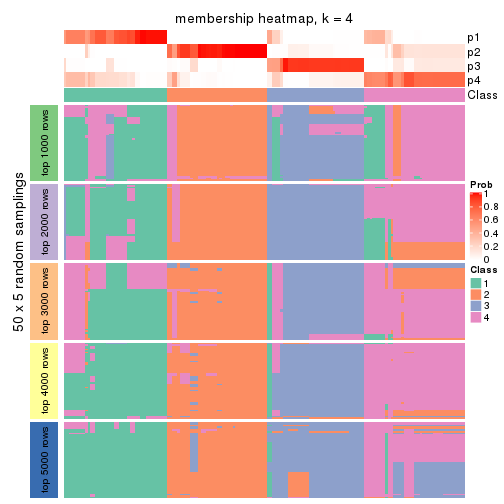 membership heatmap, k = 4
p1
p2
p3
p4
Class
50 x 5 random samplings
top 1000 rows
top 2000 rows
top 3000 rows
top 4000 rows
top 5000 rows
Prob
1
0.8
0.6
0.4
0.2
0
Class
1
2
3
4